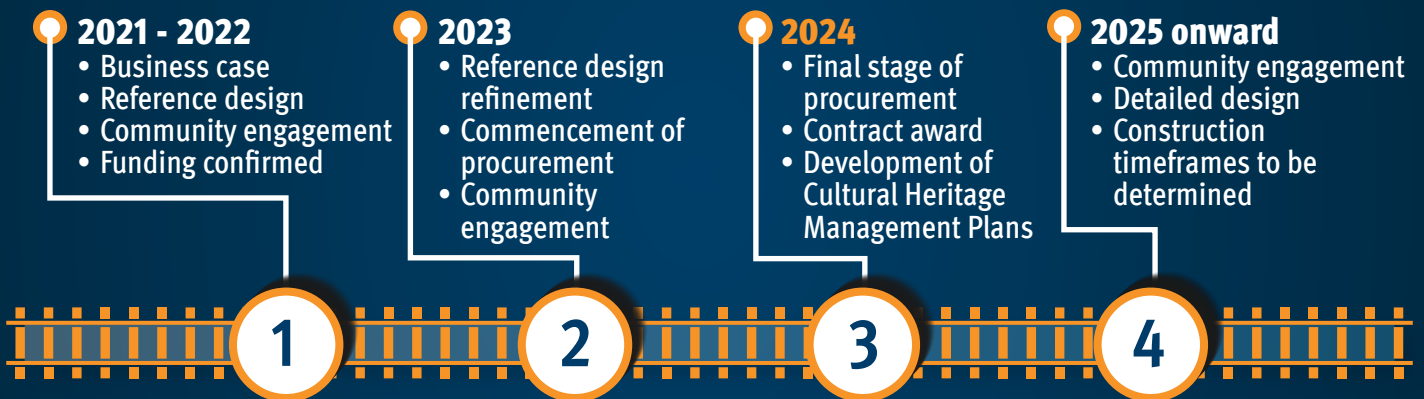 2021 - 2022
• Business case
• Reference design
• Community engagement
• Funding confirmed
2023
• Reference design
refinement
• Commencement of
procurement
• Community
engagement
2024
• Final stage of
procurement
• Contract award
• Development of
Cultural Heritage
Management Plans
2025 onward
• Community engagement
• Detailed design
• Construction
timeframes to be
determined
1
2
3
4